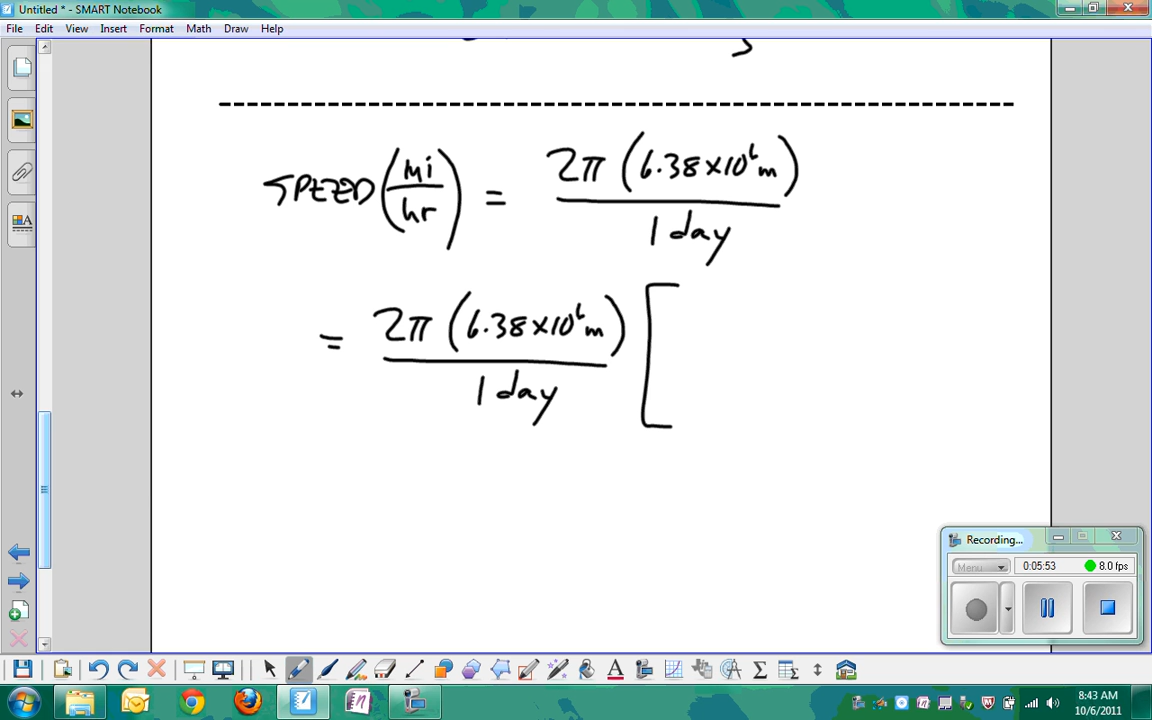 Untitled * - SMART Notebook
File Edit View Insert Format Math Draw Help
SPEED (mi/hr) = 2π (6.38×10⁶m) / 1 day
= 2π (6.38×10⁶m) / 1 day [
Recording...
Menu 0:05:53 8.0 fps
8:43 AM
10/6/2011